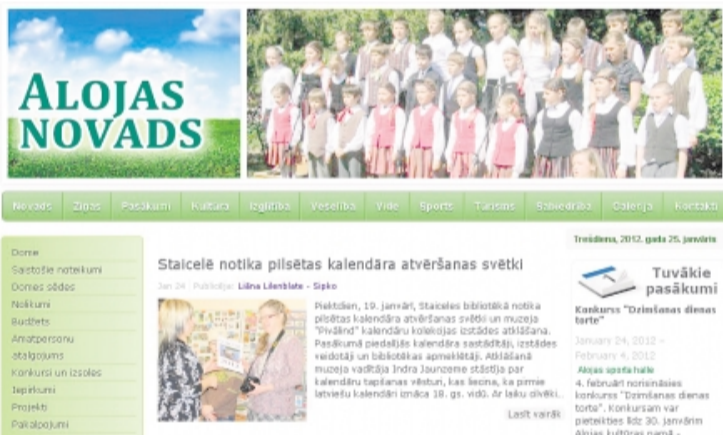 ALOJAS
NOVADS
Novads Ziņas Pasākumi Kultūra Izglītība Veselība Vide Sports Tūrisms Sabiedrība Galerija Kontakti
Trešdiena, 2012. gada 25. janvāris
Dome
Saistošie noteikumi
Domes sēdes
Nolikumi
Budžets
Amatpersonu
atalgojums
Konkursi un izsoles
Iepirkumi
Projekti
Pakalpojumi
Staicelē notika pilsētas kalendāra atvēršanas svētki
Jan 24 | Publicēja: Liāna Lilenblate - Sipko
Piektdien, 19. janvārī, Staiceles bibliotēkā notika
pilsētas kalendāra atvēršanas svētki un muzeja
"Pivālind" kalendāru kolekcijas izstādes atklāšana.
Pasākumā piedalījās kalendāra sastādītāji, izstādes
veidotāji un bibliotēkas apmeklētāji. Atklāšanā
muzeja vadītāja Indra Jaunzeme stāstīja par
kalendāru tapšanas vēsturi, kas liecina, ka pirmie
latviešu kalendāri iznāca 18. gs. vidū. Ar laiku cilvēki..
Lasīt vairāk
Tuvākie
pasākumi
Konkurss "Dzimšanas dienas
torte"
January 24, 2012 -
February 4, 2012
Alojas sporta halle
4. februārī norisināsies
konkurss "Dzimšanas dienas
torte". Konkursam var
pieteikties līdz 30. janvārim
Alojas kultūras namā -